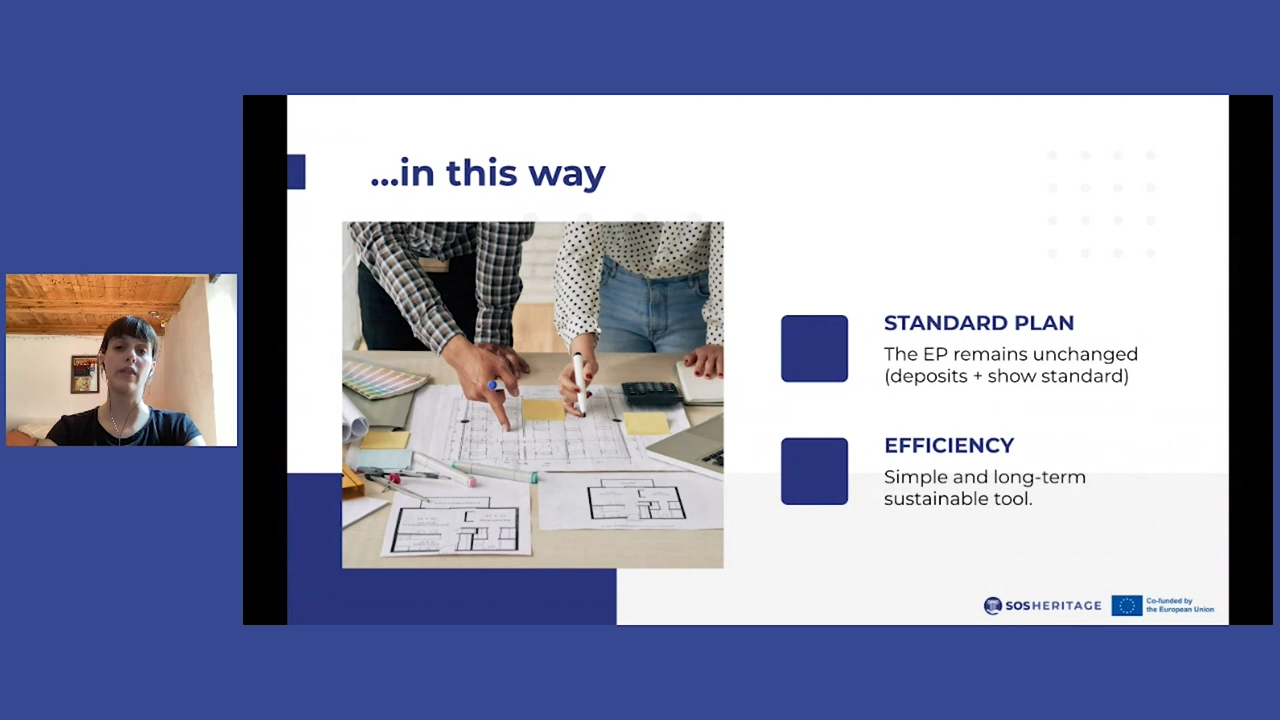 ...in this way
STANDARD PLAN
The EP remains unchanged
(deposits + show standard)
EFFICIENCY
Simple and long-term
sustainable tool.
SOSHERITAGE
Co-funded by
the European Union